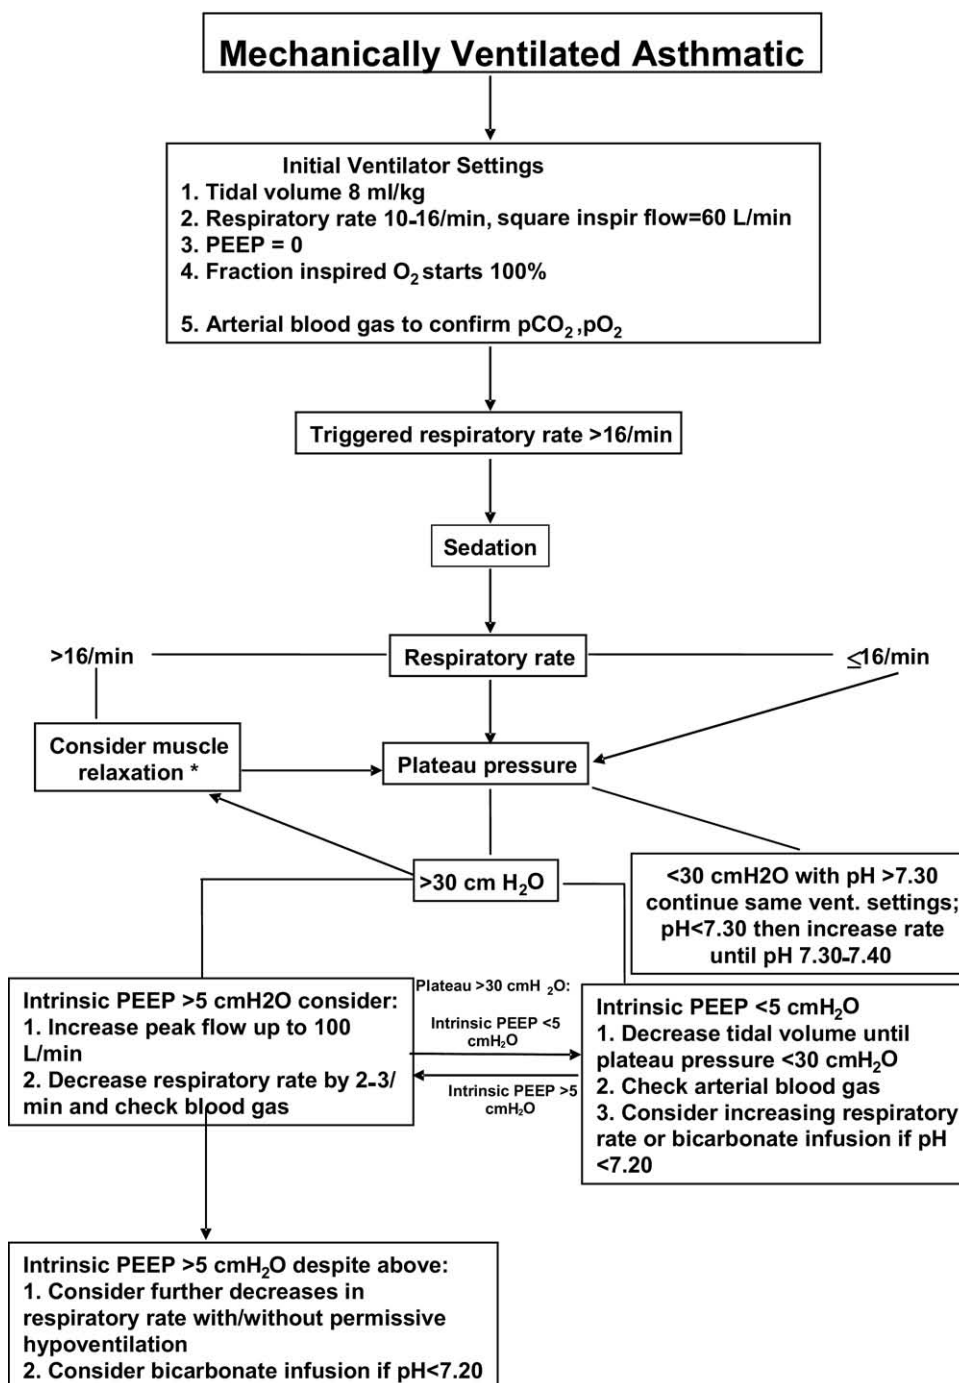 Mechanically Ventilated Asthmatic
Initial Ventilator Settings
1. Tidal volume 8 ml/kg
2. Respiratory rate 10-16/min, square inspir flow=60 L/min
3. PEEP = 0
4. Fraction inspired O₂ starts 100%
5. Arterial blood gas to confirm pCO₂ ,pO₂
Triggered respiratory rate >16/min
Sedation
>16/min
Respiratory rate
≤16/min
Consider muscle
relaxation *
Plateau pressure
>30 cm H₂O
<30 cmH2O with pH >7.30
continue same vent. settings;
pH<7.30 then increase rate
until pH 7.30-7.40
Intrinsic PEEP >5 cmH2O consider:
1. Increase peak flow up to 100
L/min
2. Decrease respiratory rate by 2-3/
min and check blood gas
Plateau >30 cmH ₂O:
Intrinsic PEEP <5
cmH₂O
Intrinsic PEEP >5
cmH₂O
Intrinsic PEEP <5 cmH₂O
1. Decrease tidal volume until
plateau pressure <30 cmH₂O
2. Check arterial blood gas
3. Consider increasing respiratory
rate or bicarbonate infusion if pH
<7.20
Intrinsic PEEP >5 cmH₂O despite above:
1. Consider further decreases in
respiratory rate with/without permissive
hypoventilation
2. Consider bicarbonate infusion if pH<7.20